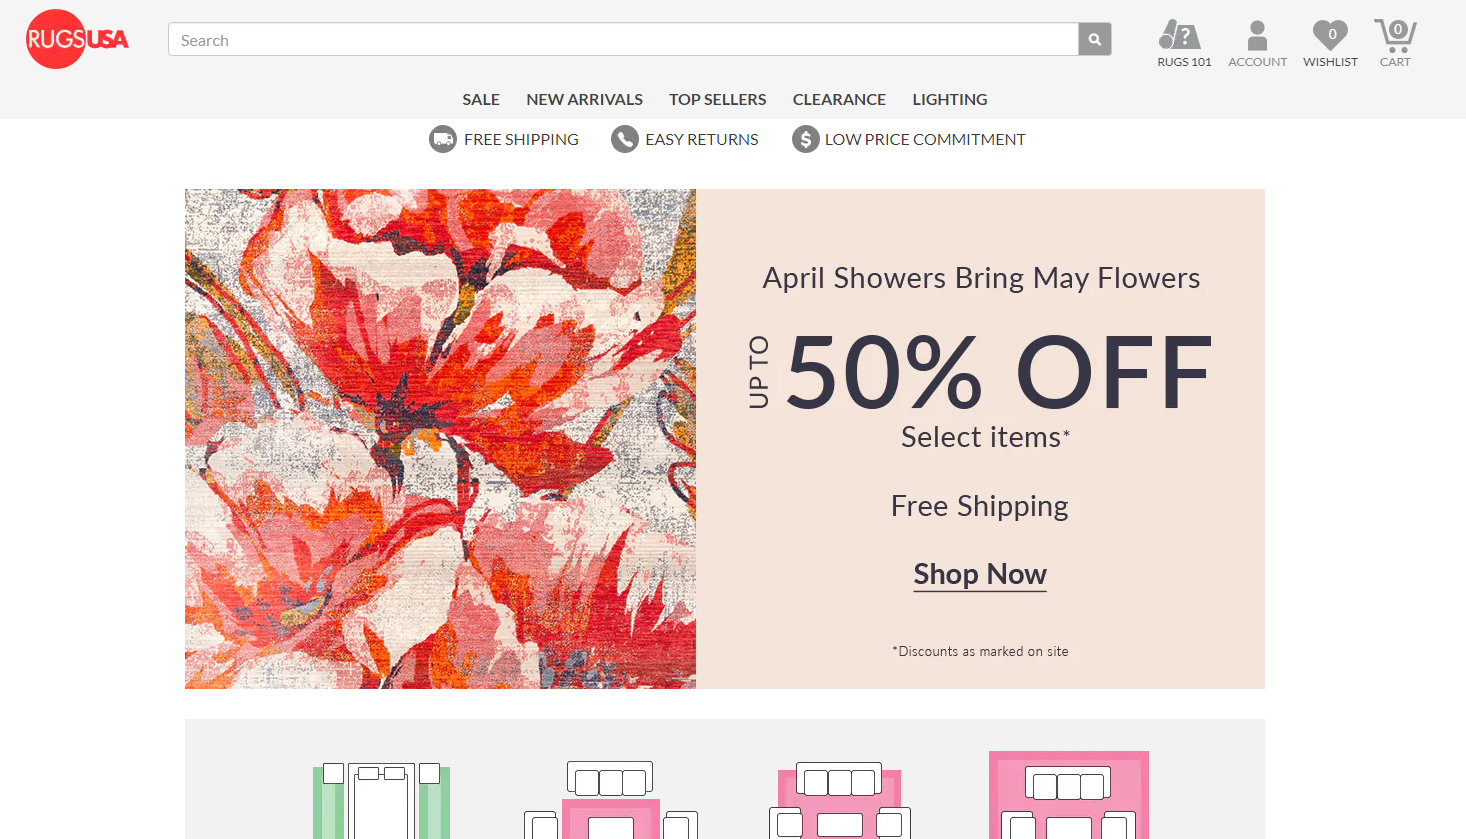 RUGSUSA
Search
0
0
?
RUGS 101 ACCOUNT WISHLIST CART
SALE NEW ARRIVALS TOP SELLERS CLEARANCE LIGHTING
FREE SHIPPING EASY RETURNS $ LOW PRICE COMMITMENT
April Showers Bring May Flowers
UP TO 50% OFF
Select items*
Free Shipping
Shop Now
*Discounts as marked on site